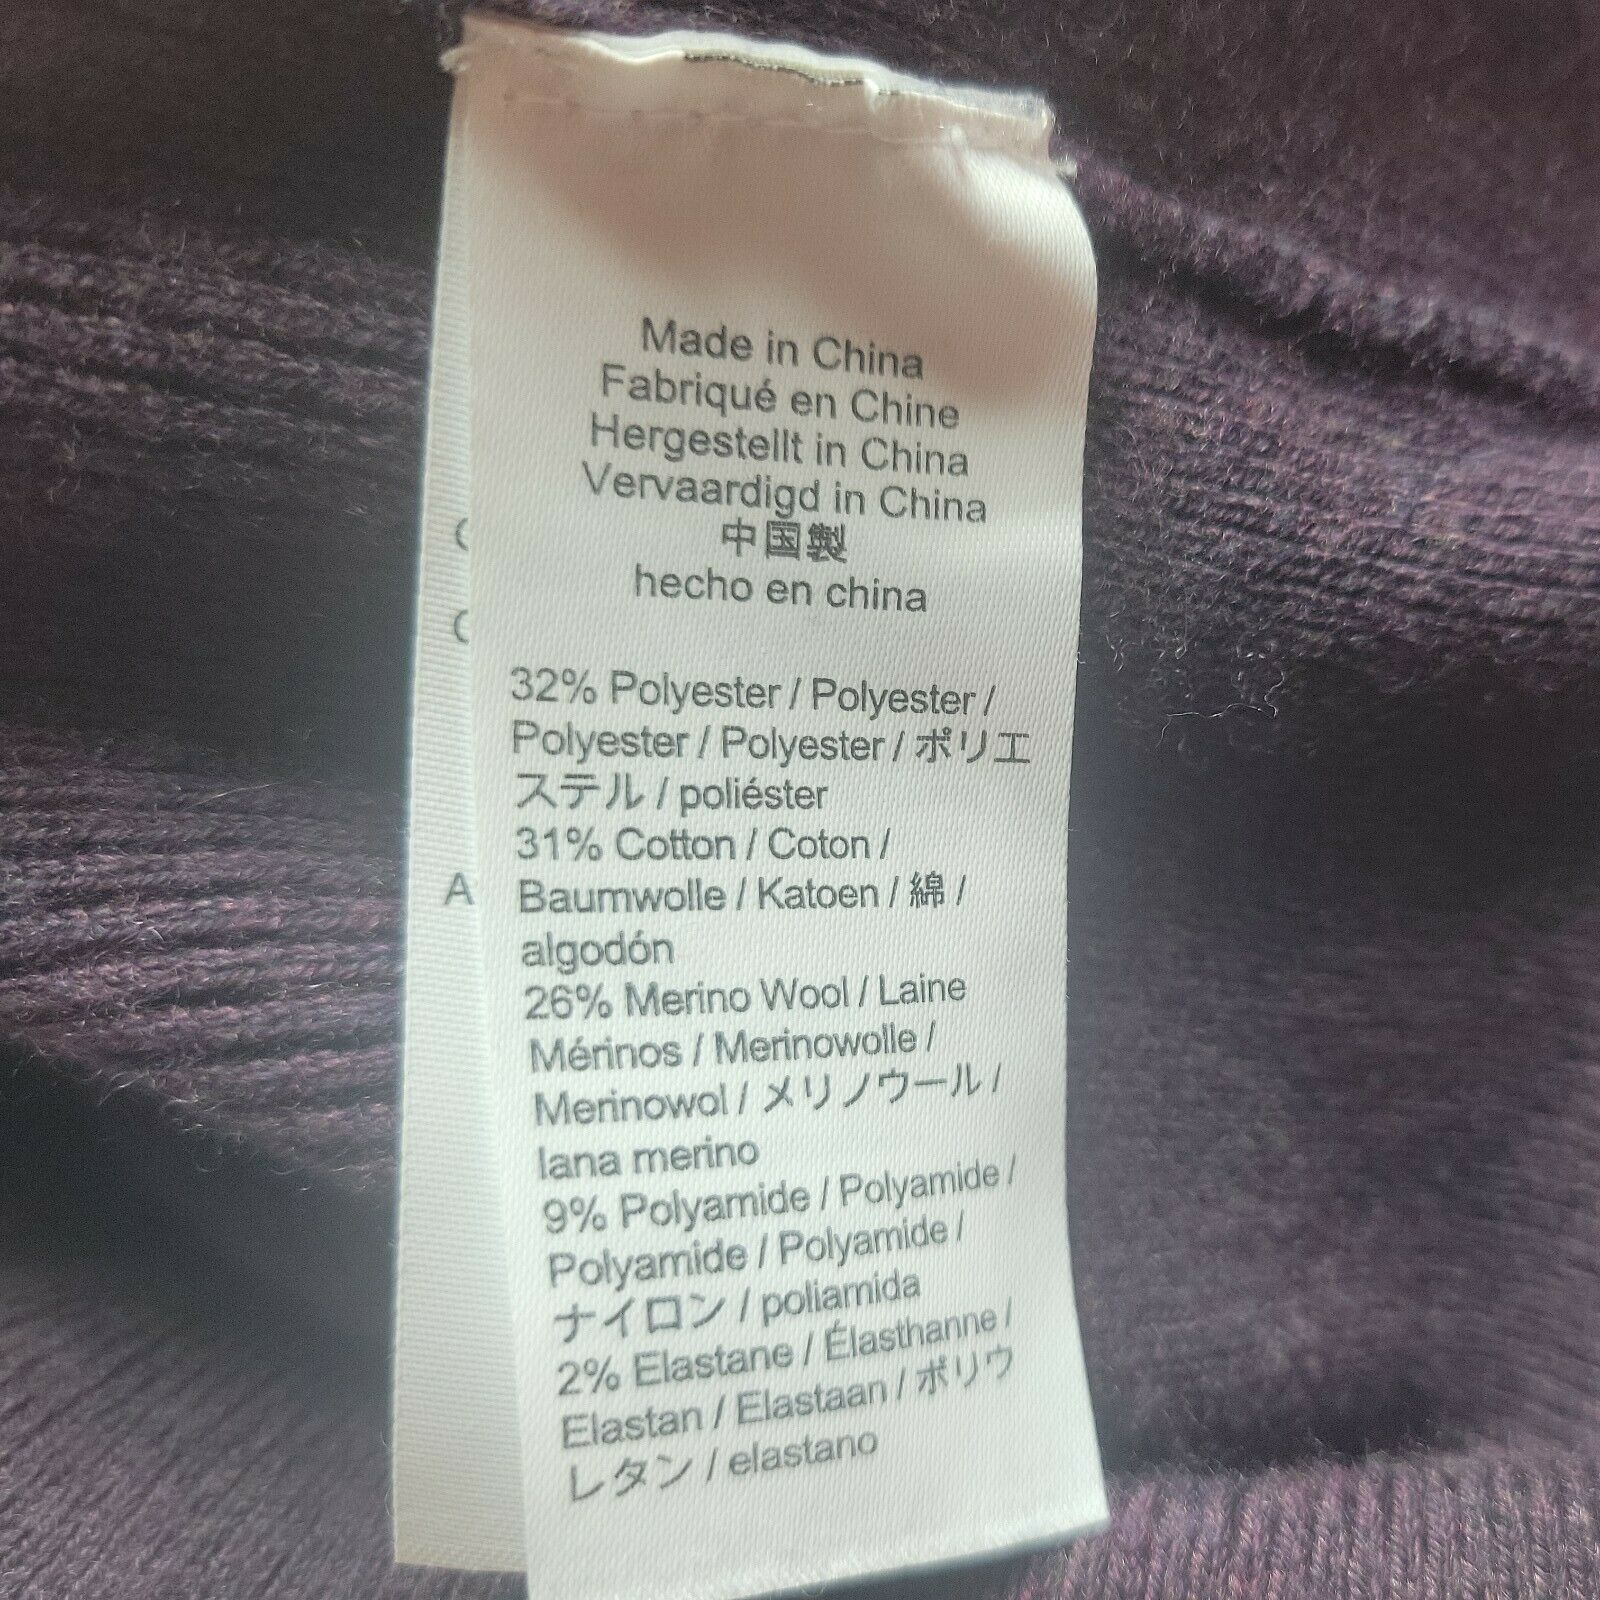 Made in China
Fabriqué en Chine
Hergestellt in China
Vervaardigd in China
中国製
hecho en china
32% Polyester / Polyester /
Polyester / Polyester / ポリエ
ステル / poliéster
31% Cotton / Coton /
Baumwolle / Katoen / 綿 /
algodón
26% Merino Wool / Laine
Mérinos / Merinowolle /
Merinowol / メリノウール /
lana merino
9% Polyamide / Polyamide /
Polyamide / Polyamide /
ナイロン / poliamida
2% Elastane / Élasthanne /
Elastan / Elastaan / ポリウ
レタン / elastano
A